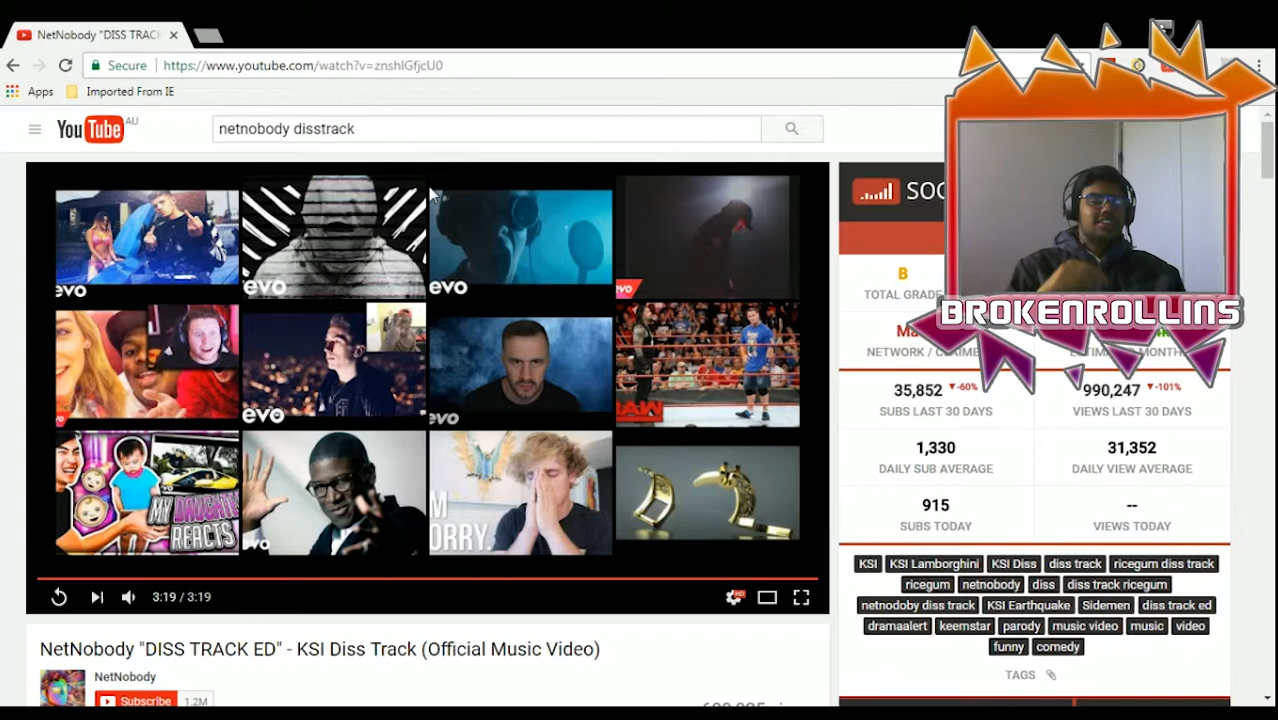 NetNobody "DISS TRACK
Secure https://www.youtube.com/watch?v=znshlGfjcU0
Apps Imported From IE
YouTube AU
netnobody disstrack
evo
evo
evo
evo
evo
RAW
MY DAUGHTER
REACTS
evo
ORRY.
3:19 / 3:19
HD
NetNobody "DISS TRACK ED" - KSI Diss Track (Official Music Video)
NetNobody
Subscribe 1.2M
SOC
BROKENROLLINS
B
TOTAL GRADE
NETWORK /
35,852 -60%
SUBS LAST 30 DAYS
990,247 -101%
VIEWS LAST 30 DAYS
1,330
DAILY SUB AVERAGE
31,352
DAILY VIEW AVERAGE
915
SUBS TODAY
--
VIEWS TODAY
KSI KSI Lamborghini KSI Diss diss track ricegum diss track
ricegum netnobody diss diss track ricegum
netnodoby diss track KSI Earthquake Sidemen diss track ed
dramaalert keemstar parody music video music video
funny comedy
TAGS